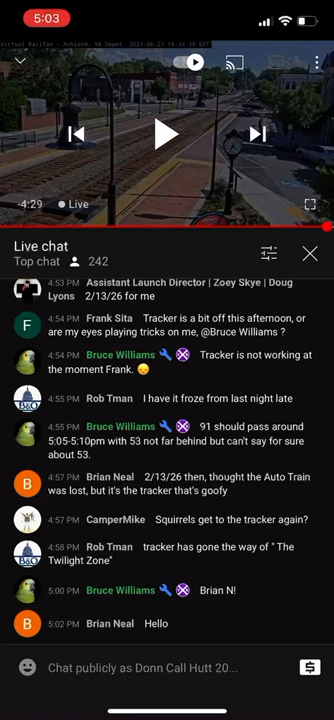 5:03
Virtual Railfan - Ashland, VA Depot 2021-06-27 16:34:39 EDT
-4:29
Live
Live chat
Top chat 242
4:53 PM Assistant Launch Director | Zoey Skye | Doug
Lyons 2/13/26 for me
F 4:54 PM Frank Sita Tracker is a bit off this afternoon, or
are my eyes playing tricks on me, @Bruce Williams ?
4:54 PM Bruce Williams Tracker is not working at
the moment Frank. 😞
B&O 4:55 PM Rob Tman I have it froze from last night late
4:55 PM Bruce Williams 91 should pass around
5:05-5:10pm with 53 not far behind but can't say for sure
about 53.
B 4:57 PM Brian Neal 2/13/26 then, thought the Auto Train
was lost, but it's the tracker that's goofy
4:57 PM CamperMike Squirrels get to the tracker again?
B&O 4:58 PM Rob Tman tracker has gone the way of " The
Twilight Zone"
5:00 PM Bruce Williams Brian N!
B 5:02 PM Brian Neal Hello
Chat publicly as Donn Call Hutt 20...
$